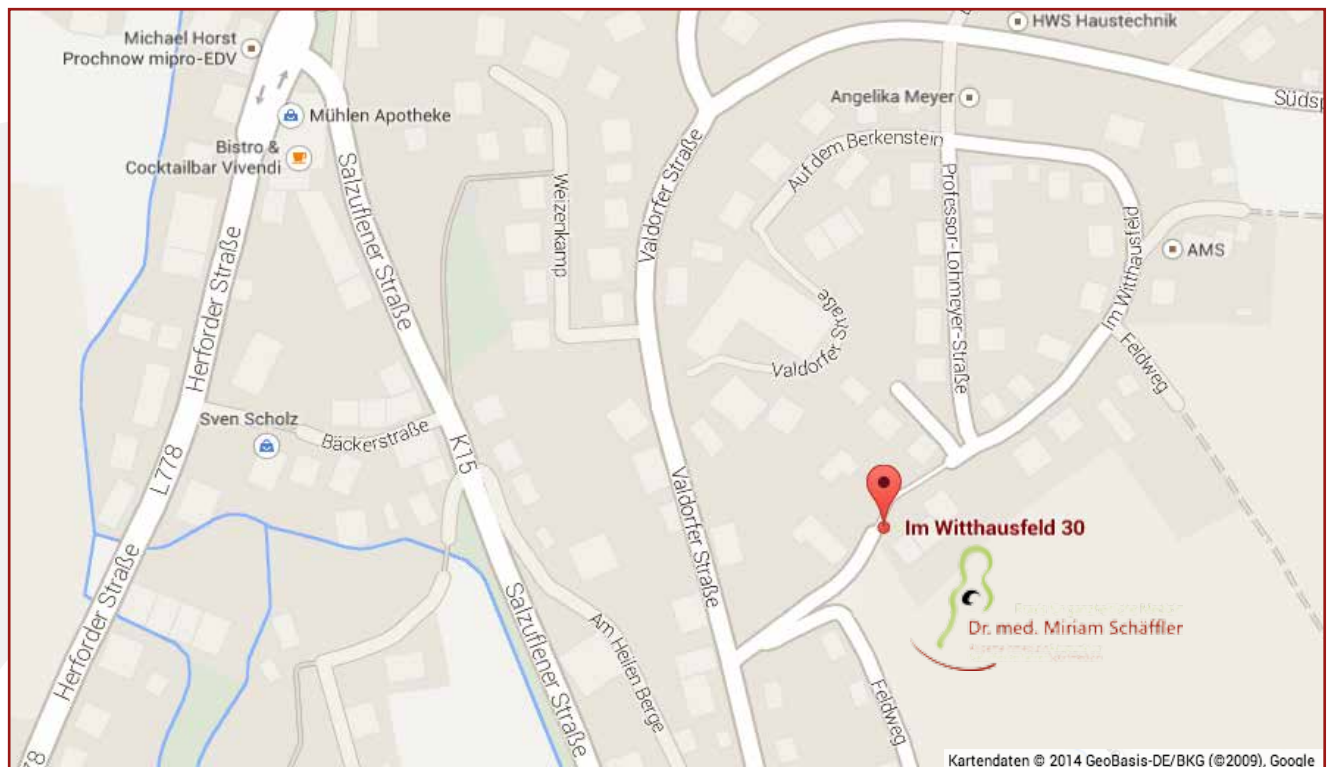 HWS Haustechnik
Michael Horst
Prochnow mipro-EDV
Südsp
Angelika Meyer
Mühlen Apotheke
Bistro &
Cocktailbar Vivendi
Salzuflener Straße
Weizenkamp
Valdorfer Straße
Auf dem Berkenstein
Professor-Lohmeyer-Straße
Im Witthausfeld
AMS
Herforder Straße
Valdorfer Straße
Feldweg
Sven Scholz
Bäckerstraße
K15
L778
Valdorfer Straße
Im Witthausfeld 30
Herforder Straße
Salzuflener Straße
Am Hellen Berge
Dr. med. Miriam Schäffler
Feldweg
78
Kartendaten © 2014 GeoBasis-DE/BKG (©2009), Google